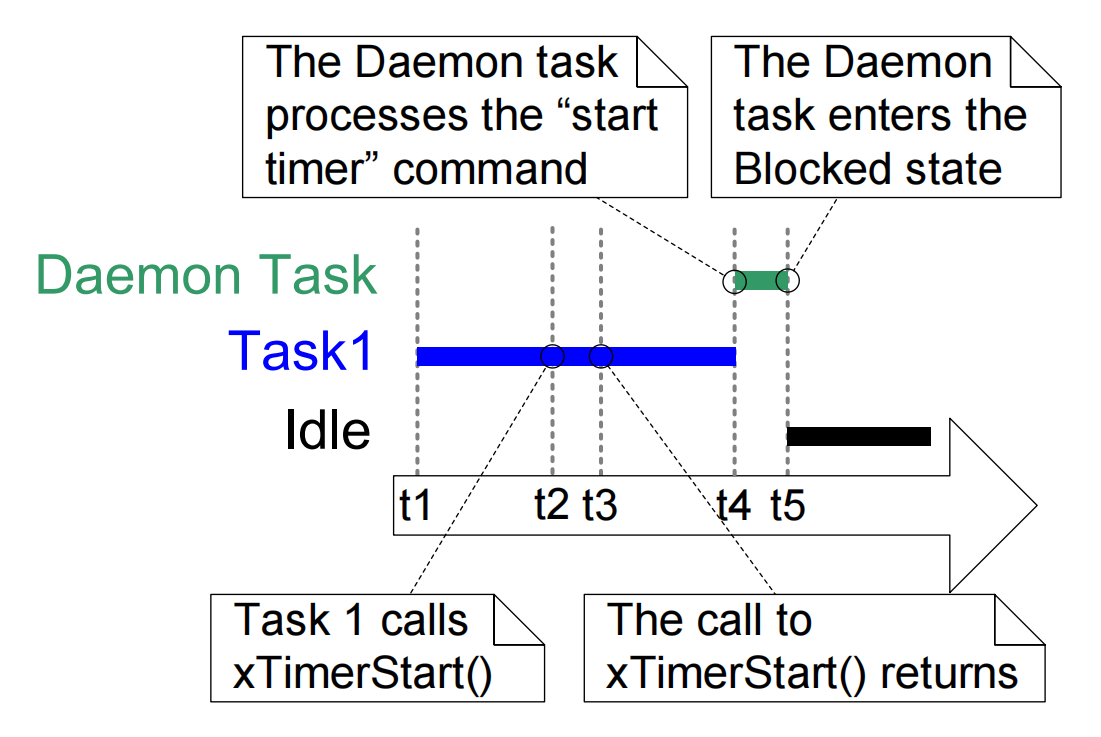 The Daemon task
processes the “start
timer” command
The Daemon
task enters the
Blocked state
Daemon Task
Task1
Idle
t1
t2
t3
t4
t5
Task 1 calls
xTimerStart()
The call to
xTimerStart() returns